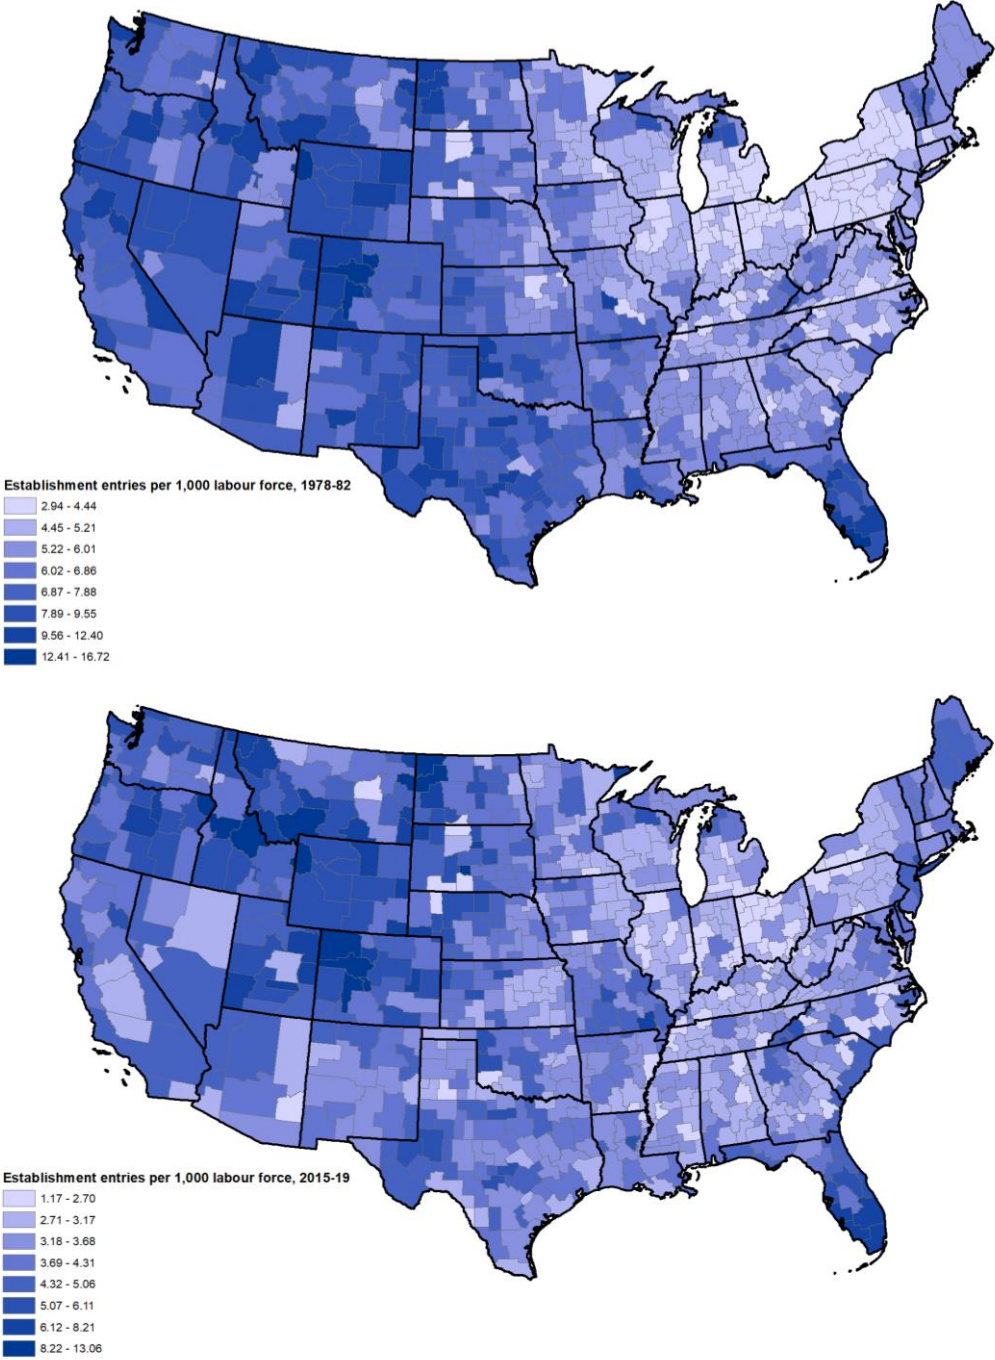 Establishment entries per 1,000 labour force, 1978-82
2.94 - 4.44
4.45 - 5.21
5.22 - 6.01
6.02 - 6.86
6.87 - 7.88
7.89 - 9.55
9.56 - 12.40
12.41 - 16.72
Establishment entries per 1,000 labour force, 2015-19
1.17 - 2.70
2.71 - 3.17
3.18 - 3.68
3.69 - 4.31
4.32 - 5.06
5.07 - 6.11
6.12 - 8.21
8.22 - 13.06